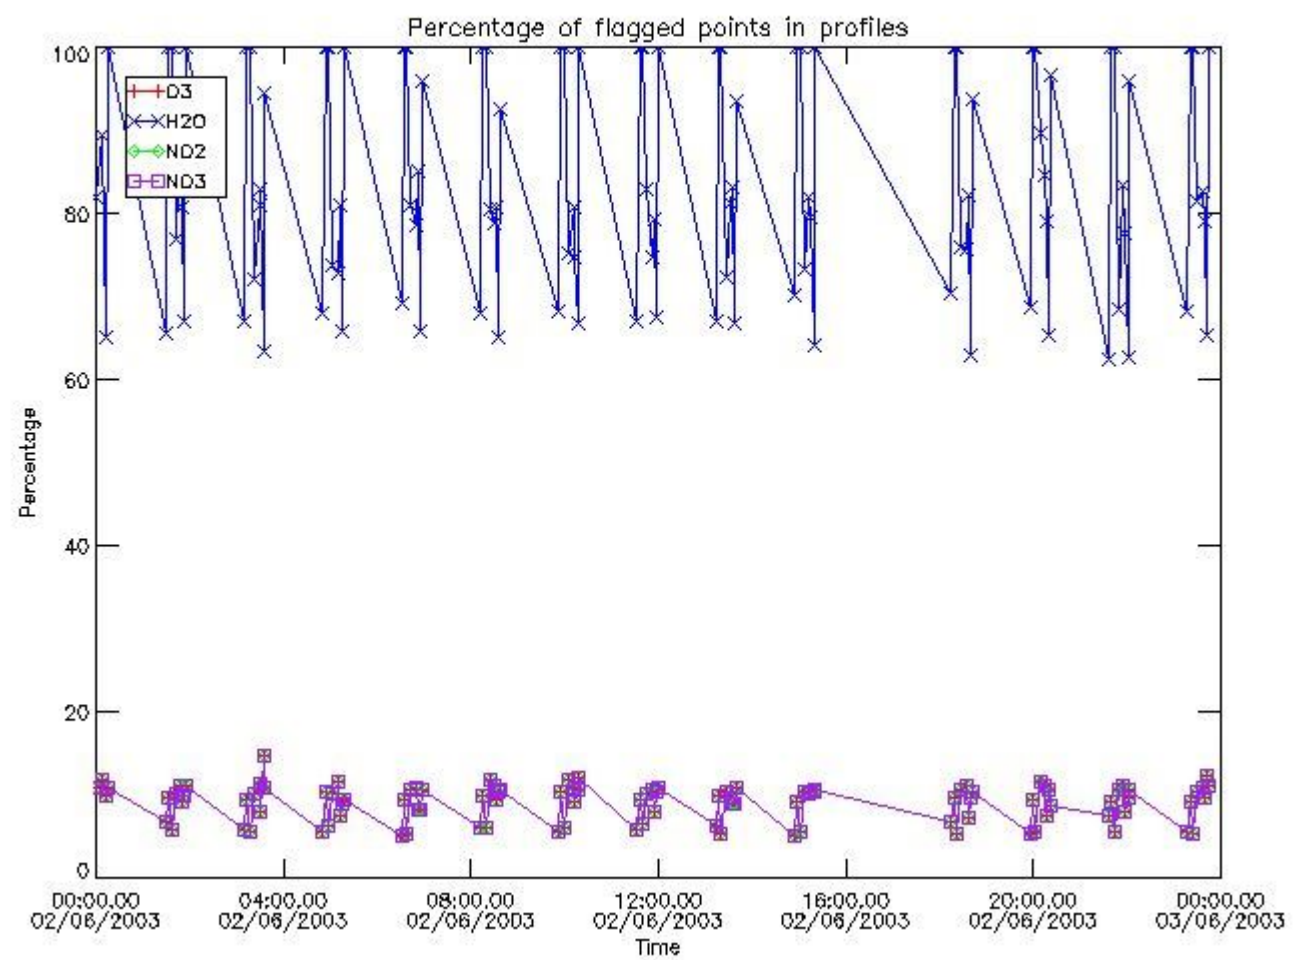 Percentage of flagged points in profiles
100
80
60
40
20
0
Percentage
O3
H2O
NO2
NO3
00:00.00 04:00.00 08:00.00 12:00.00 16:00.00 20:00.00 00:00.00
02/06/2003 02/06/2003 02/06/2003 02/06/2003 02/06/2003 02/06/2003 03/06/2003
Time